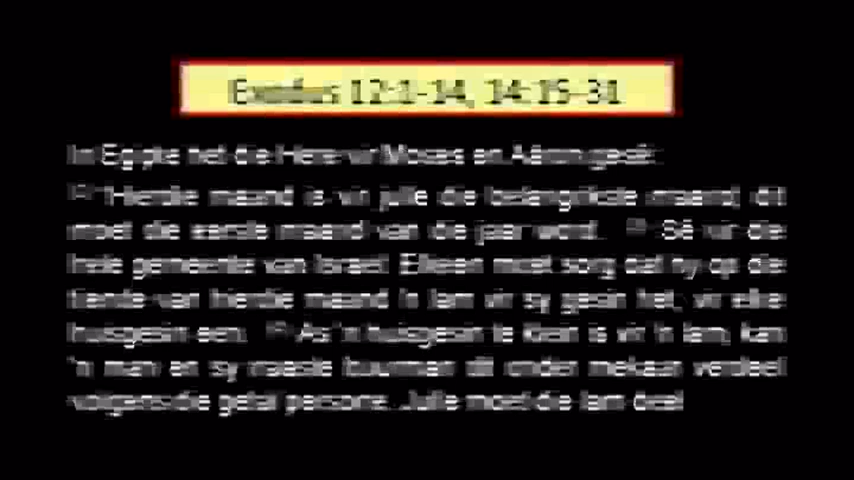 Exodus 12:1-14, 14:15-31
In Egipte het die Here vir Moses en Aäron gesê:
"Hierdie maand is vir julle die belangrikste maand; dit
moet die eerste maand van die jaar word. Sê vir die
hele gemeente van Israel: Elkeen moet sorg dat hy op die
tiende van hierdie maand 'n lam vir sy gesin het, vir elke
huisgesin een. As 'n huisgesin te klein is vir 'n lam, kan
'n man en sy naaste buurman dit onder mekaar verdeel
volgens die getal persone. Julle moet die lam deel